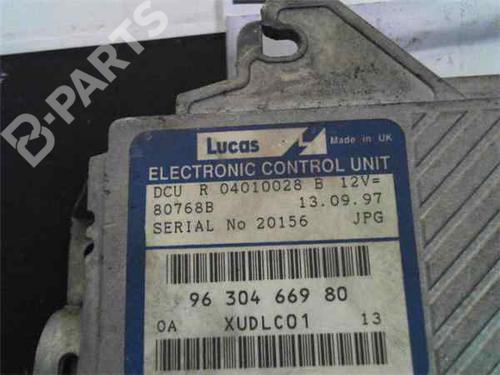 B-PARTS
Lucas
Made in UK
ELECTRONIC CONTROL UNIT
DCU R 04010028 B 12V=
80768B 13.09.97
SERIAL No 20156 JPG
96 304 669 80
0A XUDLC01 13